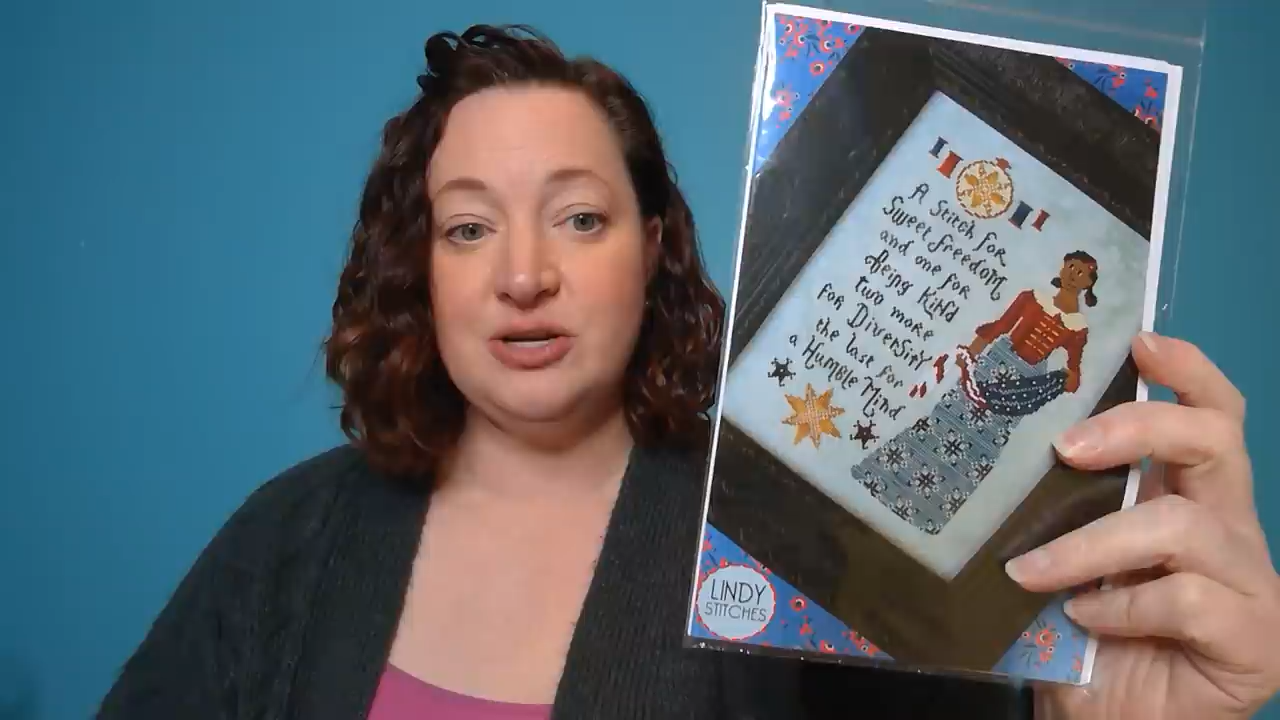 A Stitch for
Sweet freedom
and one for
Being Kind
two more
for Diversity
the last for
a Humble Mind
LINDY
STITCHES